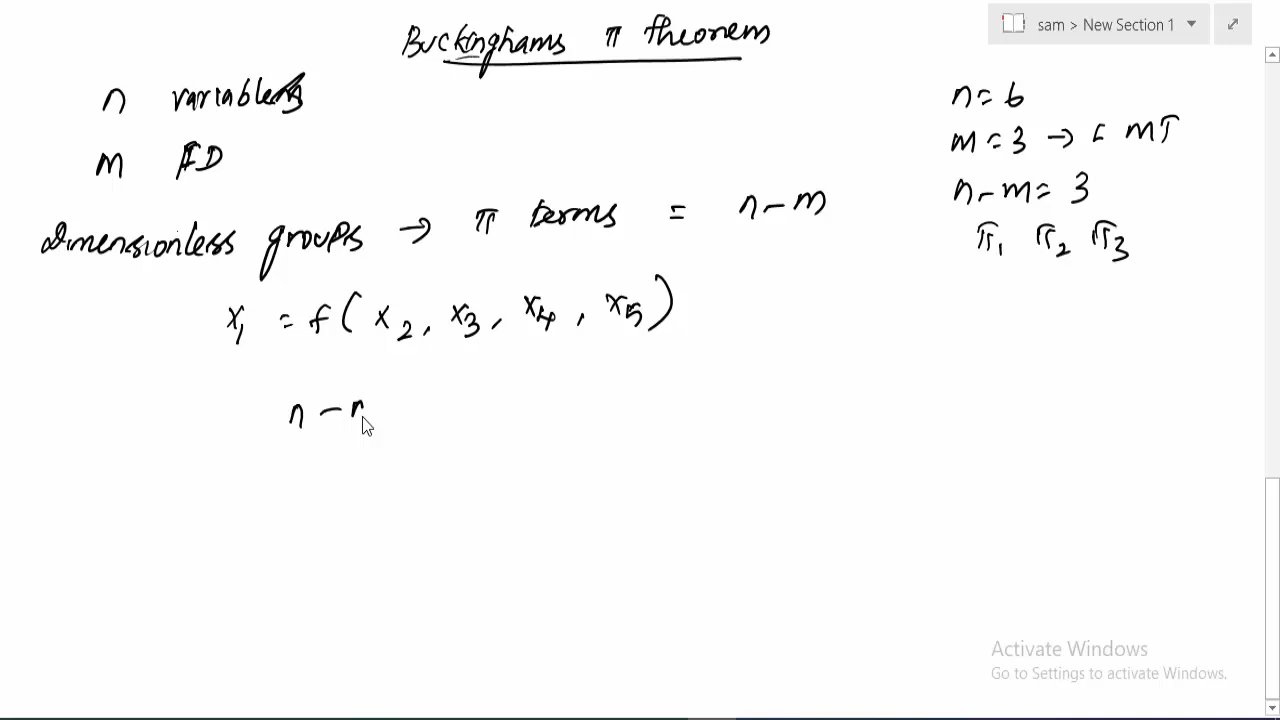 Buckinghams π theorem
sam > New Section 1
n variables
n = 6
m FD
m = 3 → L M T
dimensionless groups → π terms = n - m
n - m = 3
π1 π2 π3
x1 = f ( x2, x3, x4, x5 )
n -
Activate Windows
Go to Settings to activate Windows.